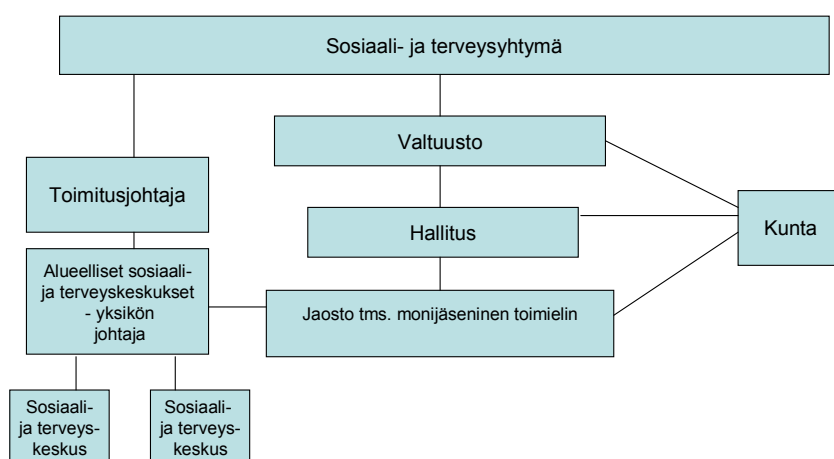 Sosiaali- ja terveysyhtymä
Valtuusto
Toimitusjohtaja
Hallitus
Kunta
Alueelliset sosiaali-
ja terveyskeskukset
- yksikön
johtaja
Jaosto tms. monijäseninen toimielin
Sosiaali-
ja terveys-
keskus
Sosiaali-
ja terveys-
keskus